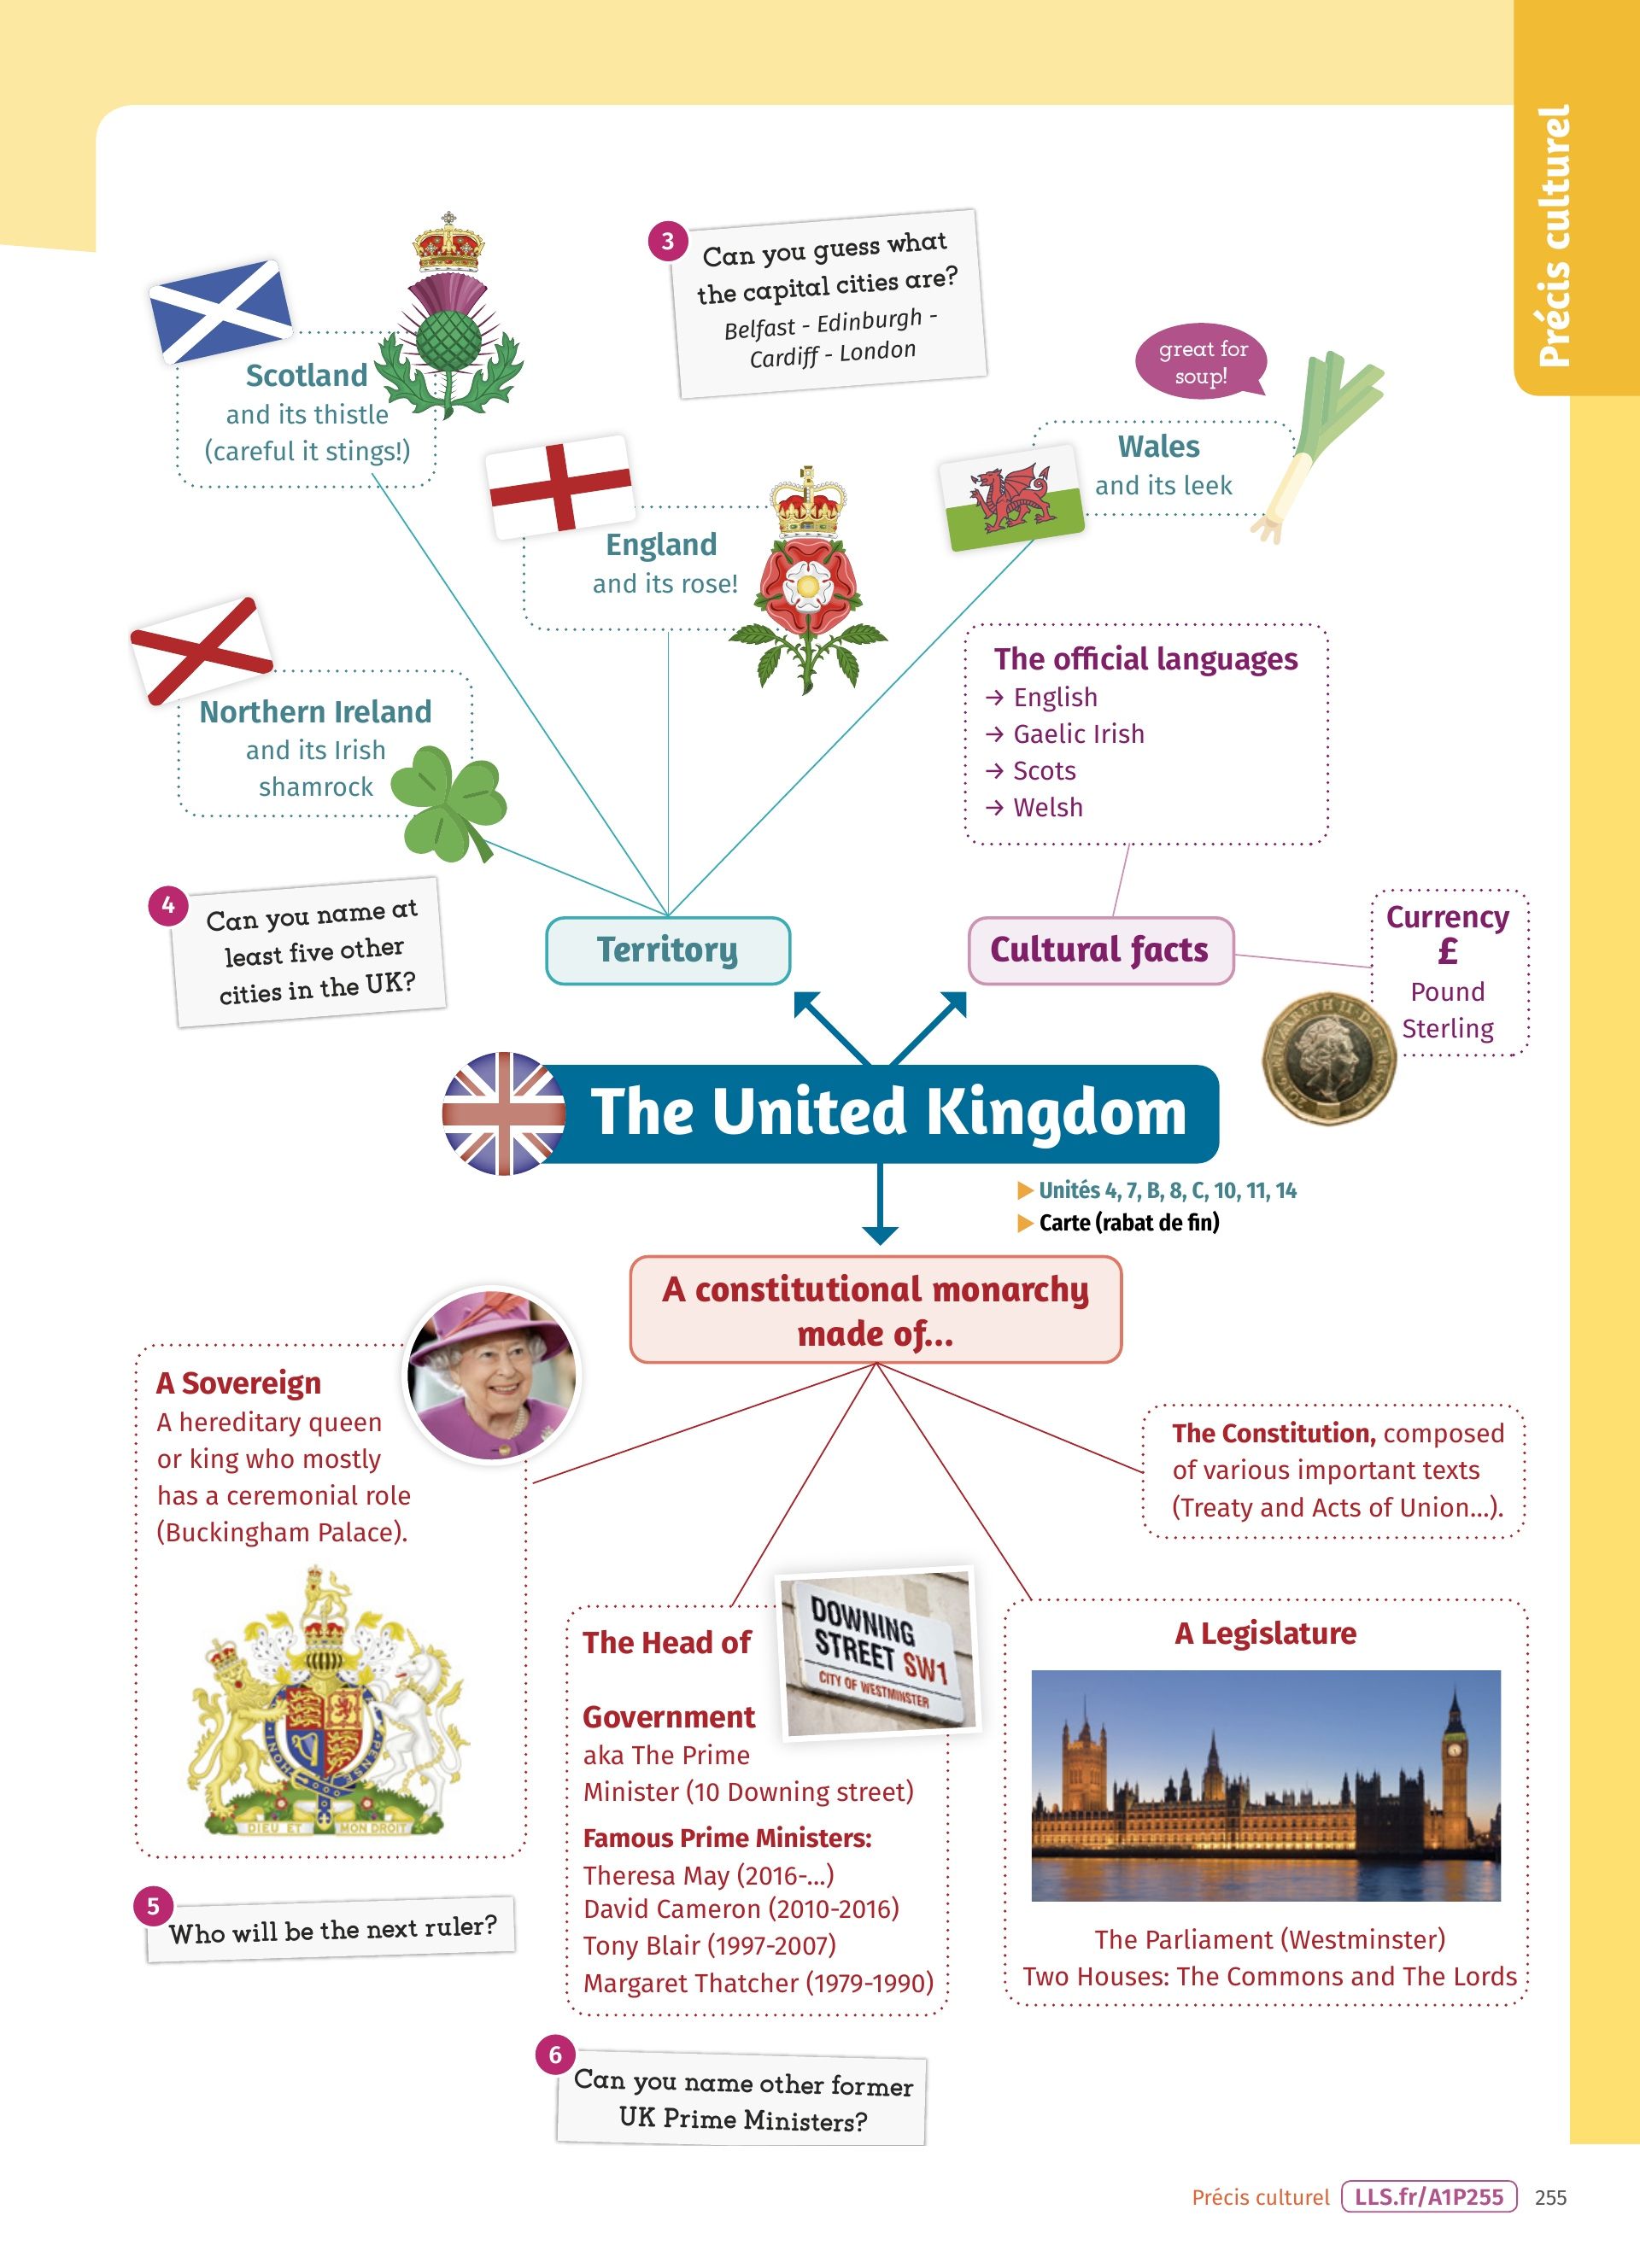 Précis culturel
3
Can you guess what
the capital cities are?
Belfast - Edinburgh -
Cardiff - London
great for
soup!
Scotland
and its thistle
(careful it stings!)
Wales
and its leek
England
and its rose!
The official languages
→ English
→ Gaelic Irish
→ Scots
→ Welsh
Northern Ireland
and its Irish
shamrock
4
Can you name at
least five other
cities in the UK?
Territory
Cultural facts
Currency
£
Pound
Sterling
The United Kingdom
▶ Unités 4, 7, B, 8, C, 10, 11, 14
▶ Carte (rabat de fin)
A constitutional monarchy
made of...
A Sovereign
A hereditary queen
or king who mostly
has a ceremonial role
(Buckingham Palace).
DIEU ET MON DROIT
The Constitution, composed
of various important texts
(Treaty and Acts of Union...).
DOWNING
STREET SW1
CITY OF WESTMINSTER
The Head of
Government
aka The Prime
Minister (10 Downing street)
Famous Prime Ministers:
Theresa May (2016-...)
David Cameron (2010-2016)
Tony Blair (1997-2007)
Margaret Thatcher (1979-1990)
A Legislature
The Parliament (Westminster)
Two Houses: The Commons and The Lords
5
Who will be the next ruler?
6
Can you name other former
UK Prime Ministers?
Précis culturel LLS.fr/A1P255 255